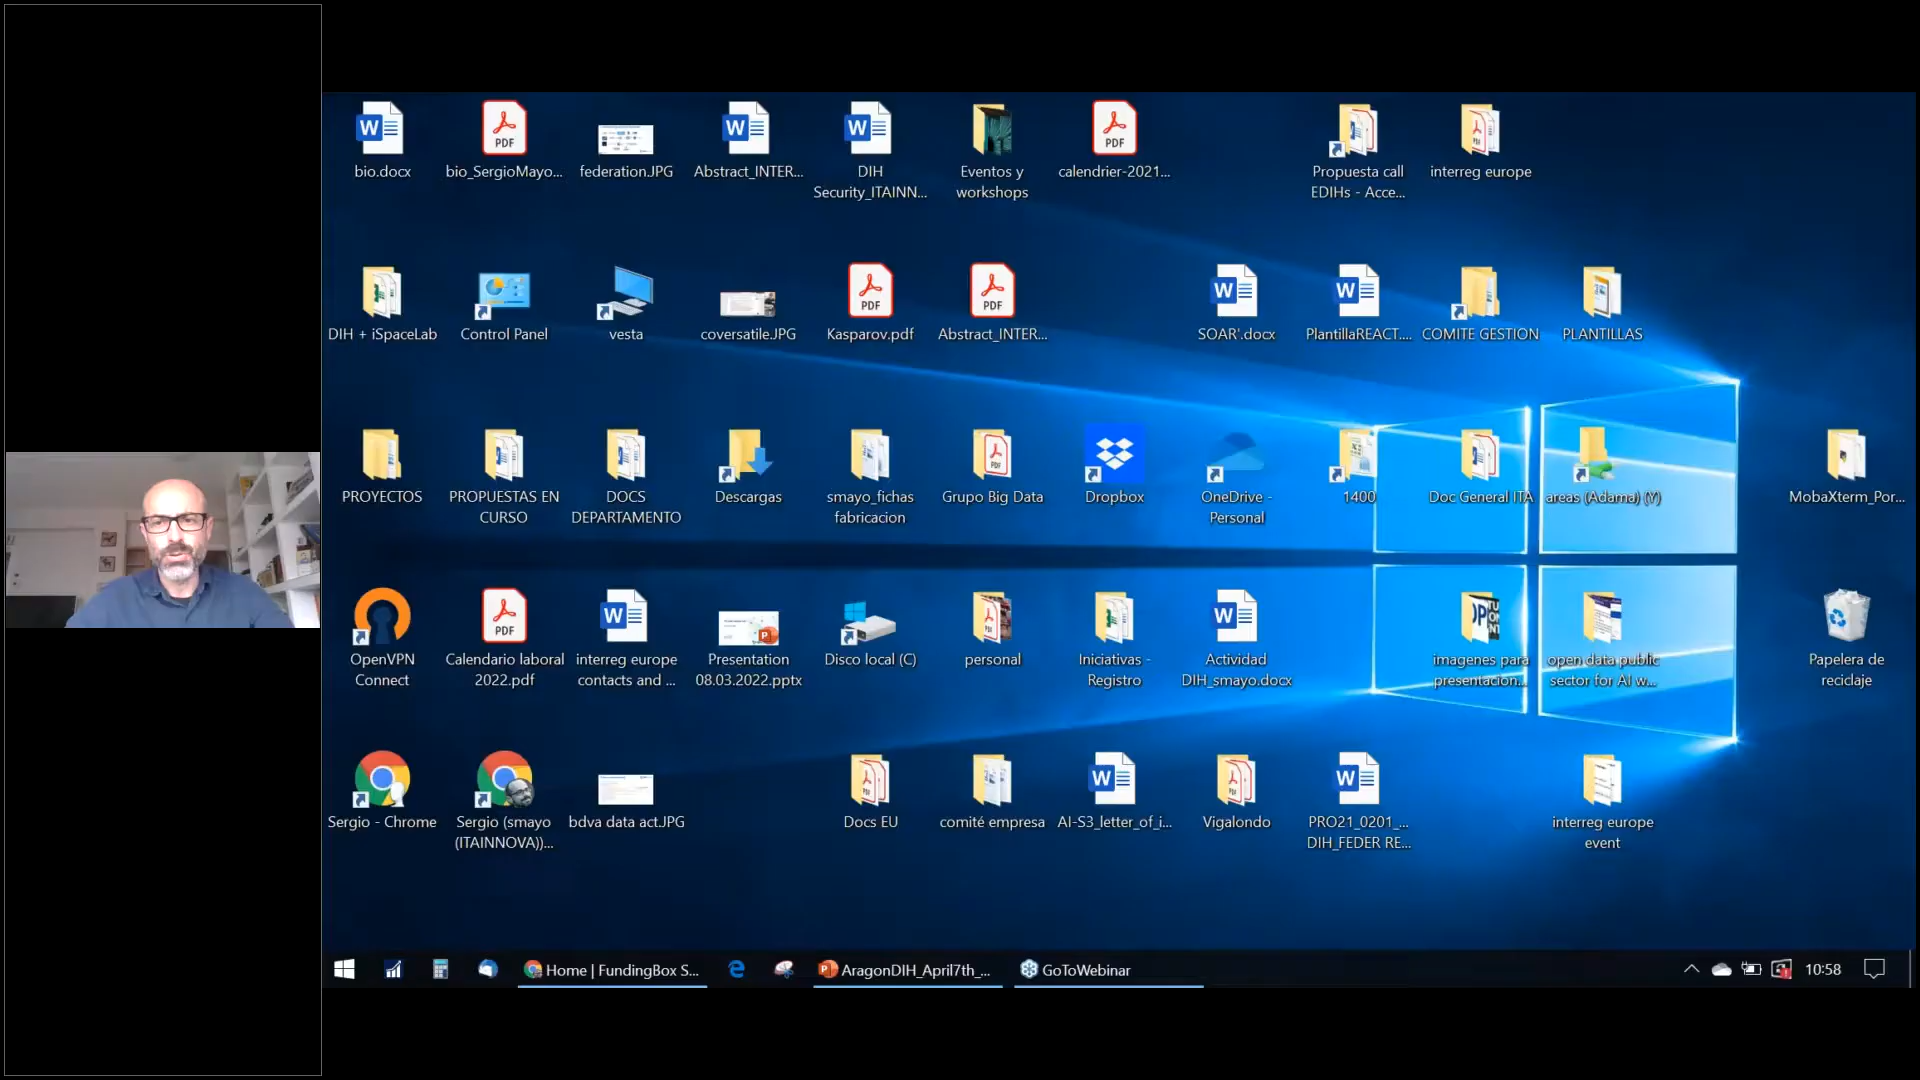 bio.docx
bio_SergioMayo...
federation.JPG
Abstract_INTER...
DIH
Security_ITAINN...
Eventos y
workshops
calendrier-2021...
Propuesta call
EDIHs - Acce...
interreg europe
DIH + iSpaceLab
Control Panel
vesta
coversatile.JPG
Kasparov.pdf
Abstract_INTER...
SOAR'.docx
PlantillaREACT....
COMITE GESTION
PLANTILLAS
PROYECTOS
PROPUESTAS EN
CURSO
DOCS
DEPARTAMENTO
Descargas
smayo_fichas
fabricacion
Grupo Big Data
Dropbox
OneDrive -
Personal
1400
Doc General ITA
areas (Adama) (Y)
MobaXterm_Por...
OpenVPN
Connect
Calendario laboral
2022.pdf
interreg europe
contacts and ...
Presentation
08.03.2022.pptx
Disco local (C)
personal
Iniciativas -
Registro
Actividad
DIH_smayo.docx
imagenes para
presentacion...
open data public
sector for AI w...
Papelera de
reciclaje
Sergio - Chrome
Sergio (smayo
(ITAINNOVA))...
bdva data act.JPG
Docs EU
comité empresa
AI-S3_letter_of_i...
Vigalondo
PRO21_0201_...
DIH_FEDER RE...
interreg europe
event
Home | FundingBox S...
AragonDIH_April7th_...
GoToWebinar
10:58